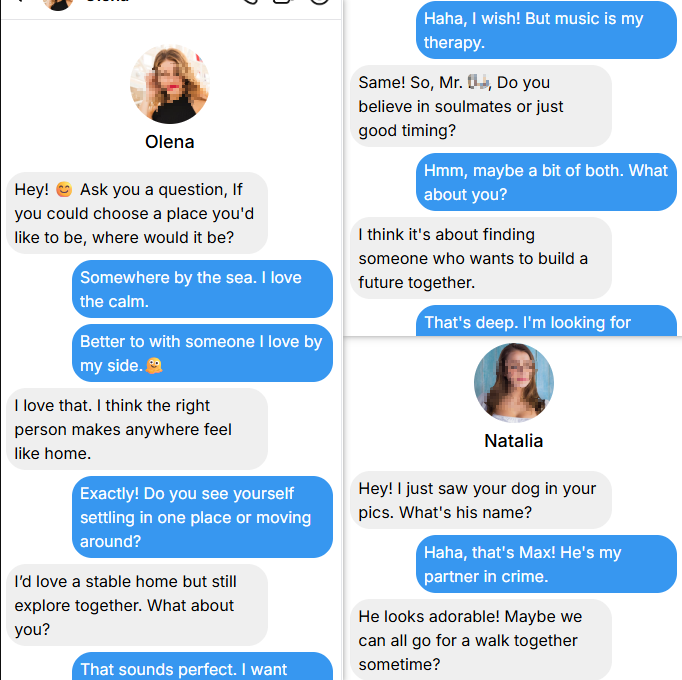 Olena
Olena
Hey! 😊 Ask you a question, If
you could choose a place you'd
like to be, where would it be?
Somewhere by the sea. I love
the calm.
Better to with someone I love by
my side.🤗
I love that. I think the right
person makes anywhere feel
like home.
Exactly! Do you see yourself
settling in one place or moving
around?
I’d love a stable home but still
explore together. What about
you?
That sounds perfect. I want
Haha, I wish! But music is my
therapy.
Same! So, Mr. , Do you
believe in soulmates or just
good timing?
Hmm, maybe a bit of both. What
about you?
I think it's about finding
someone who wants to build a
future together.
That's deep. I'm looking for
Natalia
Hey! I just saw your dog in your
pics. What's his name?
Haha, that's Max! He's my
partner in crime.
He looks adorable! Maybe we
can all go for a walk together
sometime?